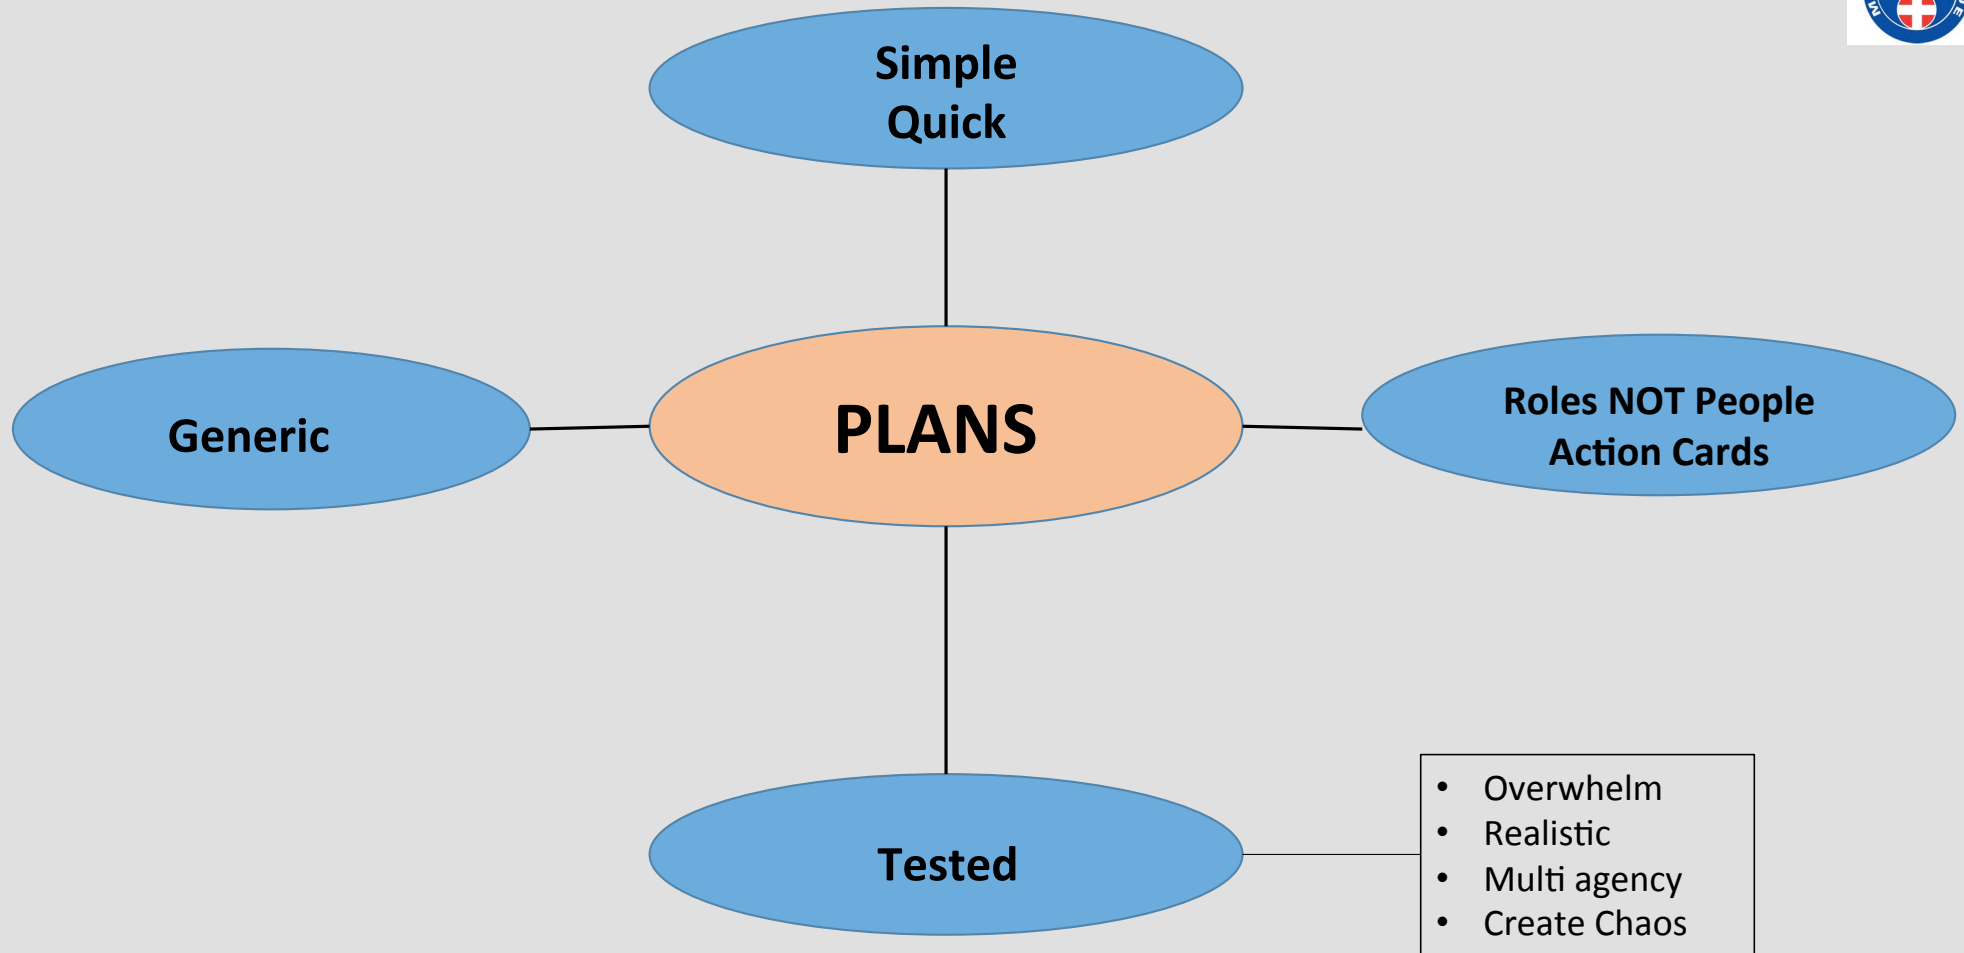 Simple
Quick
Generic
PLANS
Roles NOT People
Action Cards
Tested
• Overwhelm
• Realistic
• Multi agency
• Create Chaos